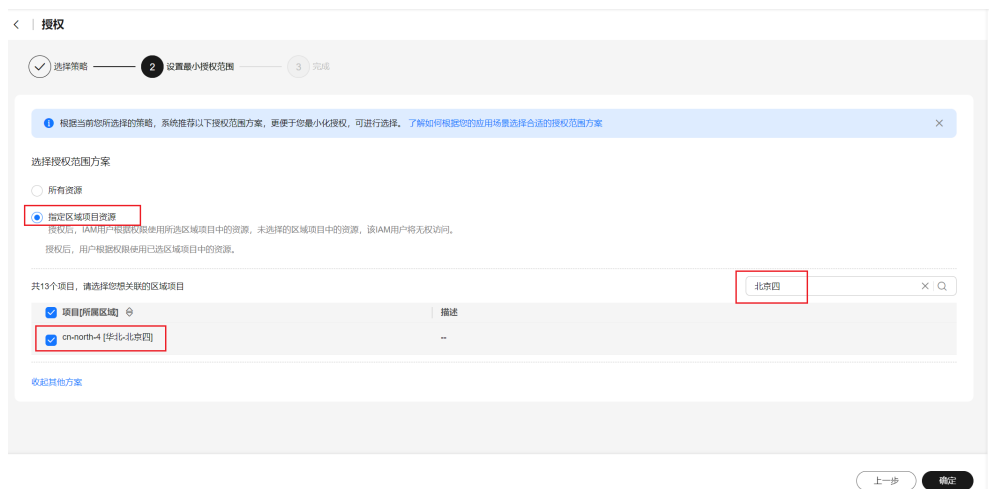 授权
选择策略 2 设置最小授权范围 3 完成
根据当前您所选择的策略，系统推荐以下授权范围方案，更便于您最小化授权，可进行选择。 了解如何根据您的应用场景选择合适的授权范围方案
选择授权范围方案
所有资源
指定区域项目资源
授权后，IAM用户根据权限使用所选区域项目中的资源，未选择的区域项目中的资源，该IAM用户将无权访问。
授权后，用户根据权限使用已选区域项目中的资源。
共13个项目，请选择您想关联的区域项目 北京四
项目[所属区域] 描述
cn-north-4 [华北-北京四] --
收起其他方案
上一步 确定